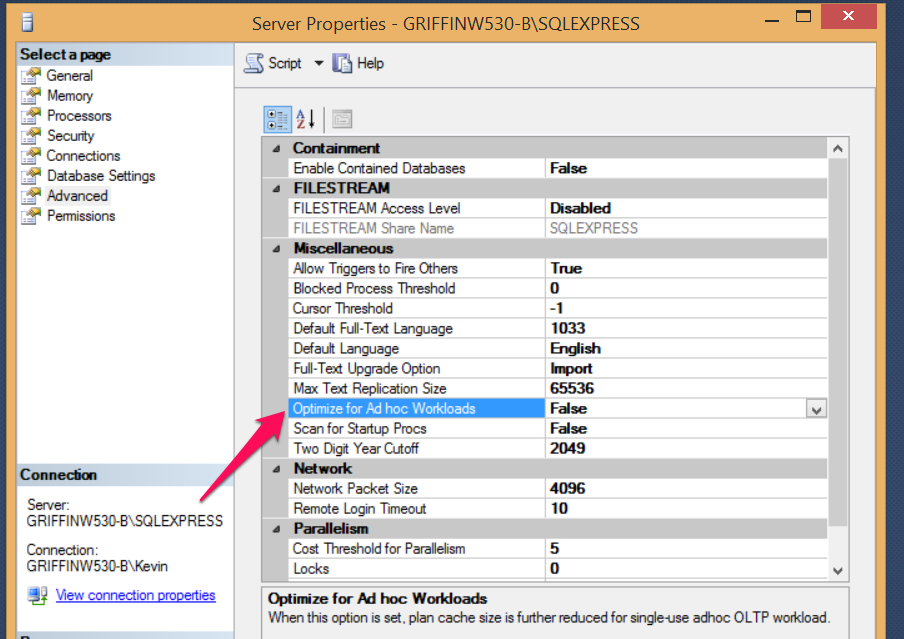 Server Properties - GRIFFINW530-B\SQLEXPRESS
Select a page
General
Memory
Processors
Security
Connections
Database Settings
Advanced
Permissions
Connection
Server:
GRIFFINW530-B\SQLEXPRESS
Connection:
GRIFFINW530-B\Kevin
View connection properties
Script Help
Containment
Enable Contained Databases False
FILESTREAM
FILESTREAM Access Level Disabled
FILESTREAM Share Name SQLEXPRESS
Miscellaneous
Allow Triggers to Fire Others True
Blocked Process Threshold 0
Cursor Threshold -1
Default Full-Text Language 1033
Default Language English
Full-Text Upgrade Option Import
Max Text Replication Size 65536
Optimize for Ad hoc Workloads False
Scan for Startup Procs False
Two Digit Year Cutoff 2049
Network
Network Packet Size 4096
Remote Login Timeout 10
Parallelism
Cost Threshold for Parallelism 5
Locks 0
Optimize for Ad hoc Workloads
When this option is set, plan cache size is further reduced for single-use adhoc OLTP workload.